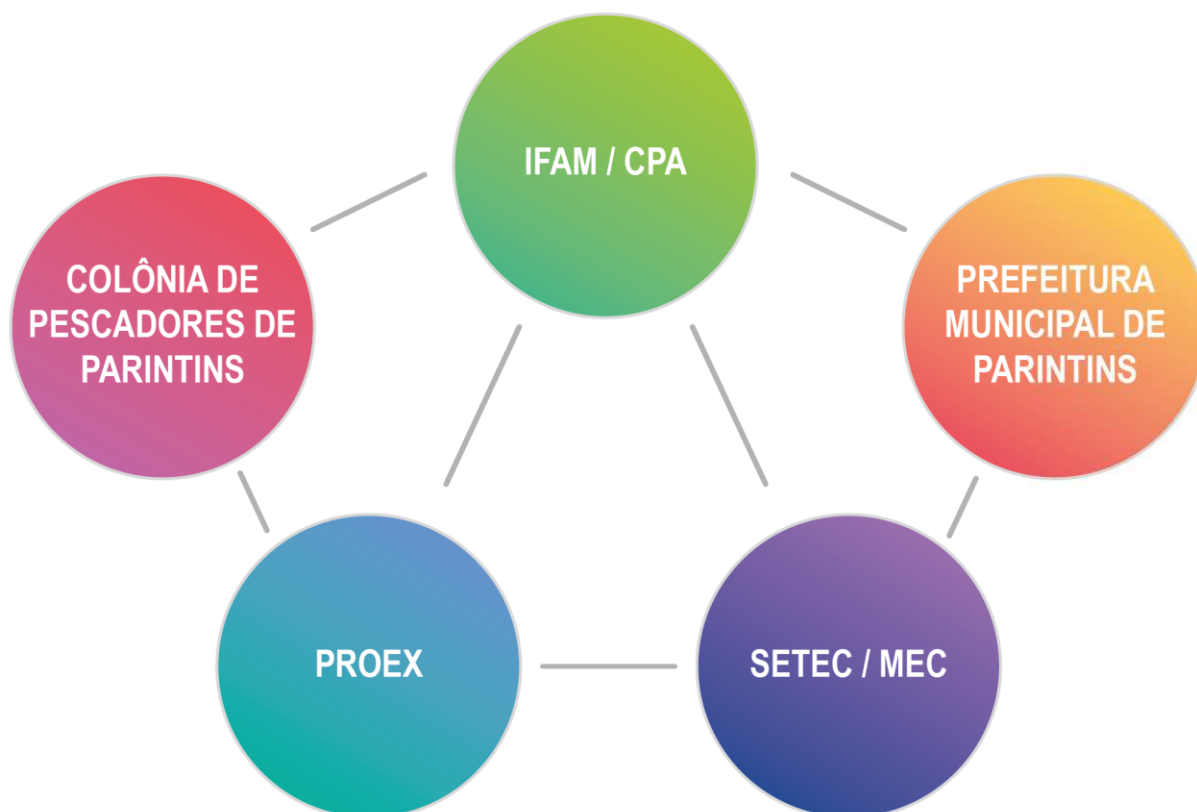 IFAM / CPA
COLÔNIA DE
PESCADORES DE
PARINTINS
PREFEITURA
MUNICIPAL DE
PARINTINS
PROEX
SETEC / MEC